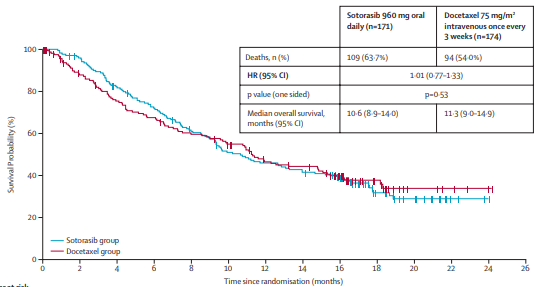 Sotorasib 960 mg oral daily (n=171)
Docetaxel 75 mg/m² intravenous once every 3 weeks (n=174)
Deaths, n (%)
109 (63·7%)
94 (54·0%)
HR (95% CI)
1·01 (0·77–1·33)
p value (one sided)
p=0·53
Median overall survival, months (95% CI)
10·6 (8·9–14·0)
11·3 (9·0–14·9)
Survival Probability (%)
100
80
60
40
20
0
Sotorasib group
Docetaxel group
0 2 4 6 8 10 12 14 16 18 20 22 24 26
Time since randomisation (months)